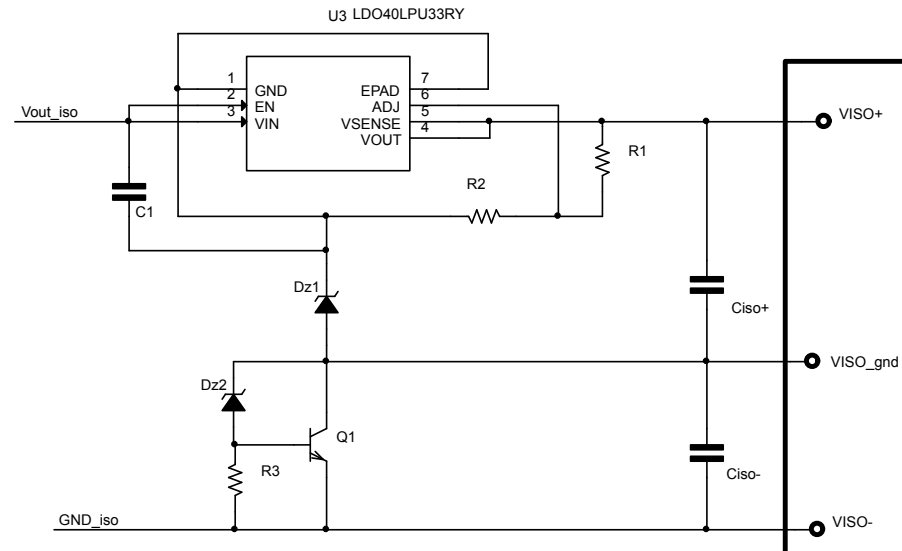 U3 LDO40LPU33RY
1 GND EPAD 7
2 EN ADJ 6
3 VIN VSENSE 5
VOUT 4
Vout_iso
VISO+
R1
R2
C1
Dz1
Ciso+
VISO_gnd
Dz2
Q1
R3
Ciso-
GND_iso
VISO-